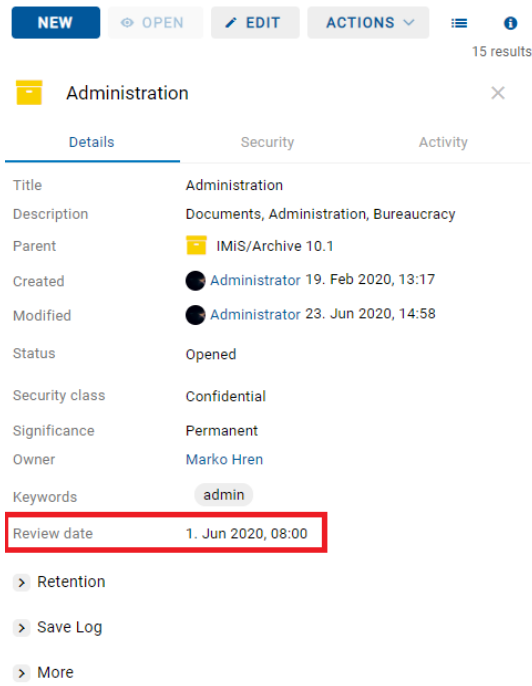 NEW OPEN EDIT ACTIONS
15 results
Administration
Details Security Activity
Title Administration
Description Documents, Administration, Bureaucracy
Parent IMiS/Archive 10.1
Created Administrator 19. Feb 2020, 13:17
Modified Administrator 23. Jun 2020, 14:58
Status Opened
Security class Confidential
Significance Permanent
Owner Marko Hren
Keywords admin
Review date 1. Jun 2020, 08:00
Retention
Save Log
More